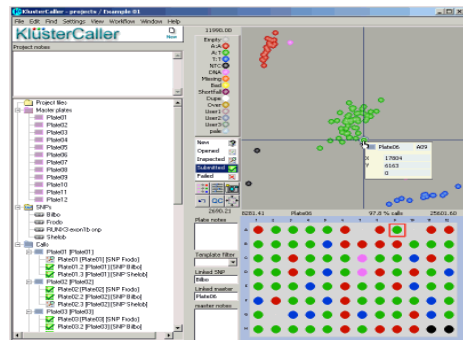 KlusterCaller - projects / Example 01
File Edit Find Settings View Workflow Window Help
KlüsterCaller
New
Project notes
Project files
Master plates
Plate01
Plate02
Plate03
Plate04
Plate05
Plate06
Plate07
Plate08
Plate09
Plate10
Plate11
Plate12
SNPs
Bilbo
Frodo
Shelob
Calls
Plate01 [Plate01]
Plate01 [Plate01] [SNP Frodo]
Plate01.2 [Plate01] [SNP Bilbo]
Plate01.3 [Plate01] [SNP Shelob]
Plate02 [Plate02]
Plate02 [Plate02] [SNP Frodo]
Plate02.2 [Plate02] [SNP Bilbo]
Plate02.3 [Plate02] [SNP Shelob]
Plate03 [Plate03]
Plate03 [Plate03] [SNP Frodo]
Plate03.2 [Plate03] [SNP Bilbo]
11990.00
Empty
A:A
A:T
T:T
NTC
DNA
Missing
Bad
Shortfall
Dupe
Over
User1
User2
User3
pale
New
Opened
Inspected
Submitted
Failed
QC
2690.21
Plate notes
Template filter
Linked SNP
Bilbo
Linked master
Plate06
master notes
Plate06 A09
X 17804
Y 6163
0
8281.41 Plate06 97.8 % calls 25601.60